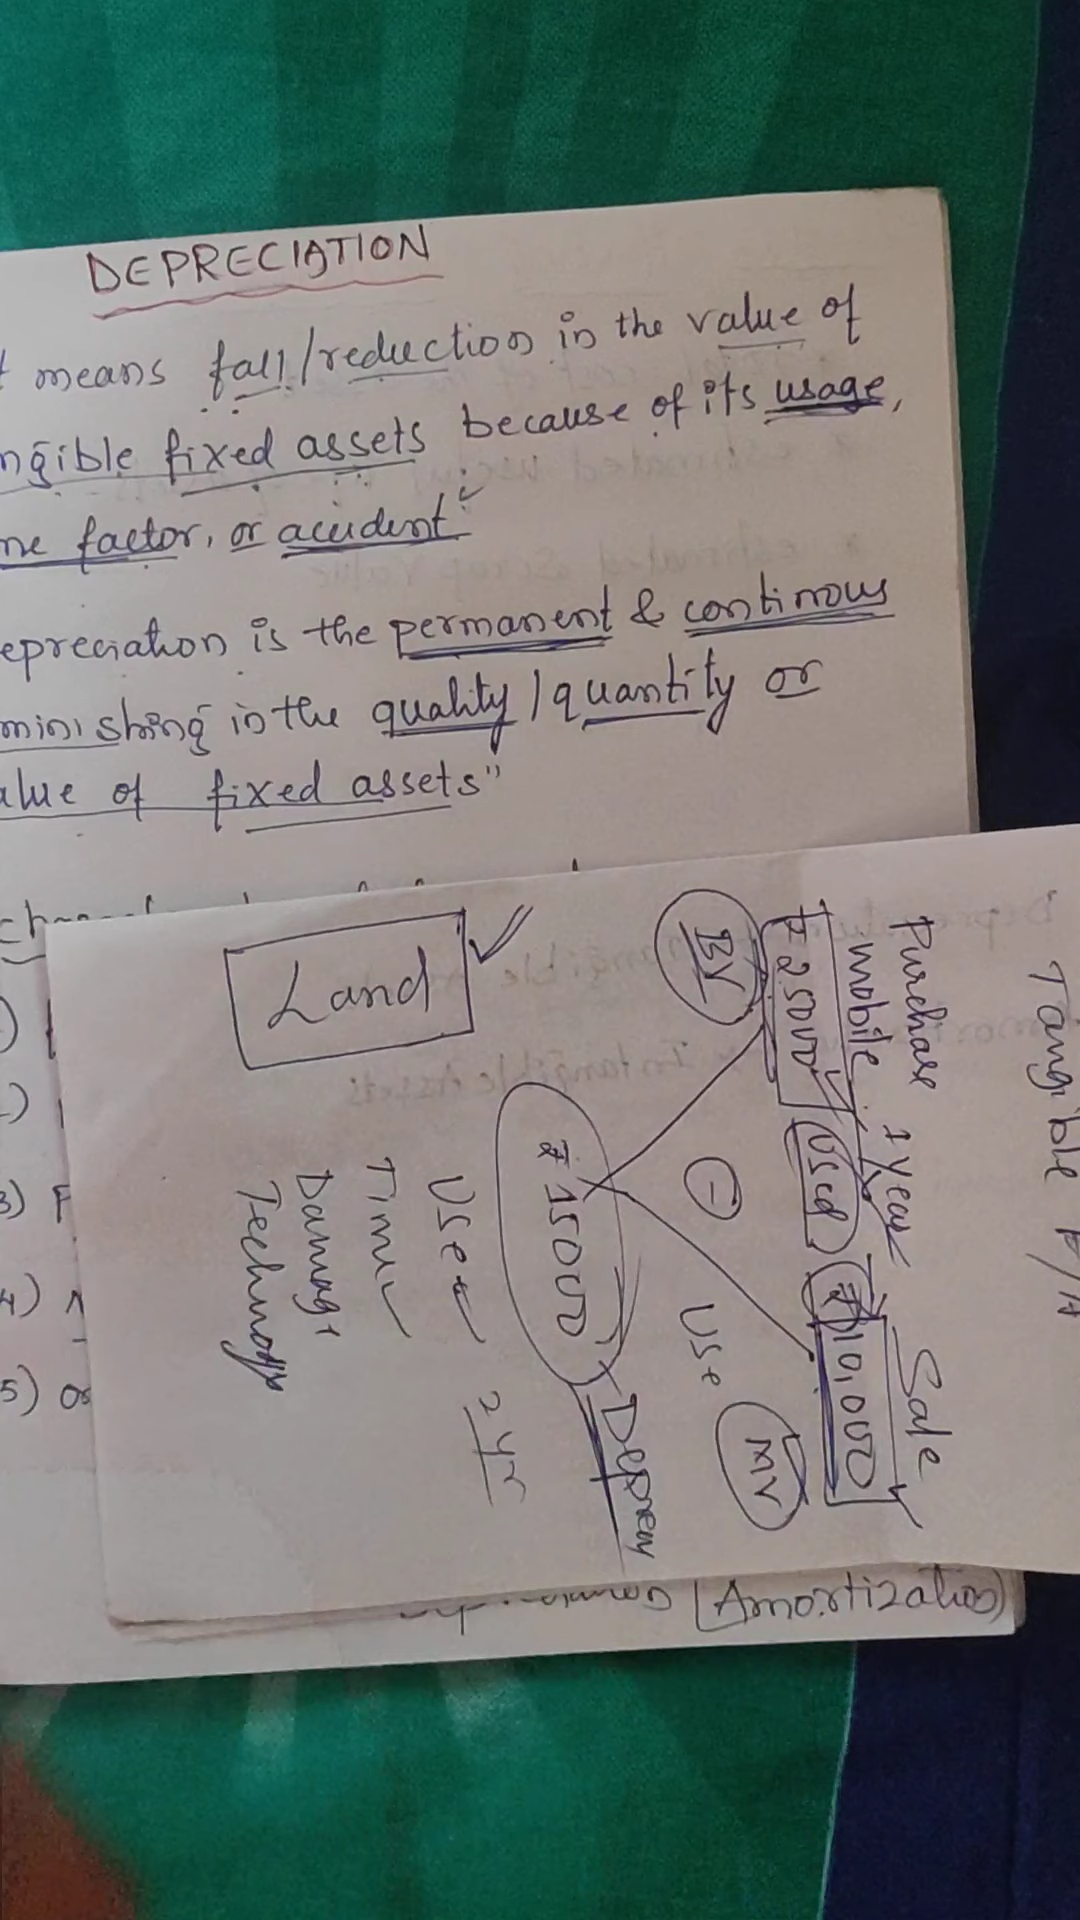 DEPRECIATION
means fall/reduction in the value of
ngible fixed assets because of its usage,
me factor, or accident"
epreciation is the permanent & continous
minishing in the quality/quantity or
alue of fixed assets"
Tangible F/A
Purchase 1 year Sale
mobile
₹25000 Used ₹10,000
BV - Use MV
₹15000
Use 2 yr
Time
Damage
Land
3) F
4)
5) or
(Amortization)